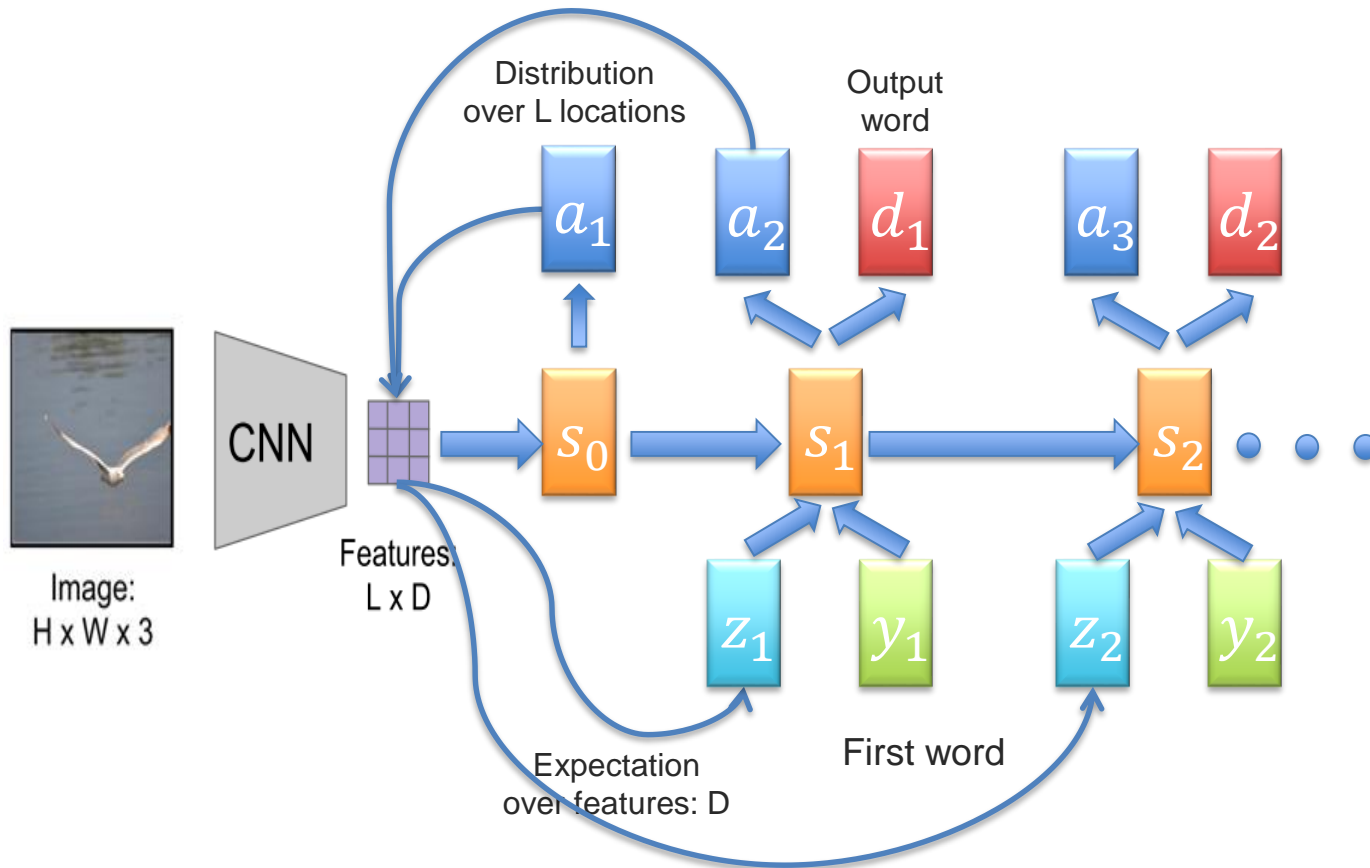 Distribution
over L locations
Output
word
a₁
a₂
d₁
a₃
d₂
CNN
s₀
s₁
s₂
Features:
L x D
Image:
H x W x 3
z₁
y₁
z₂
y₂
First word
Expectation
over features: D